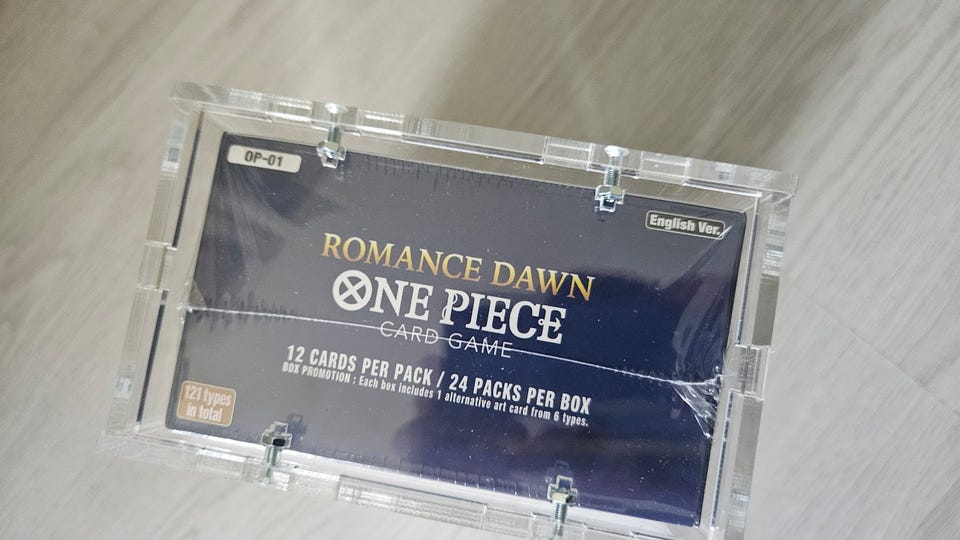 OP-01
English Ver.
ROMANCE DAWN
ONE PIECE
CARD GAME
12 CARDS PER PACK / 24 PACKS PER BOX
BOX PROMOTION : Each box includes 1 alternative art card from 6 types.
121 types
in total